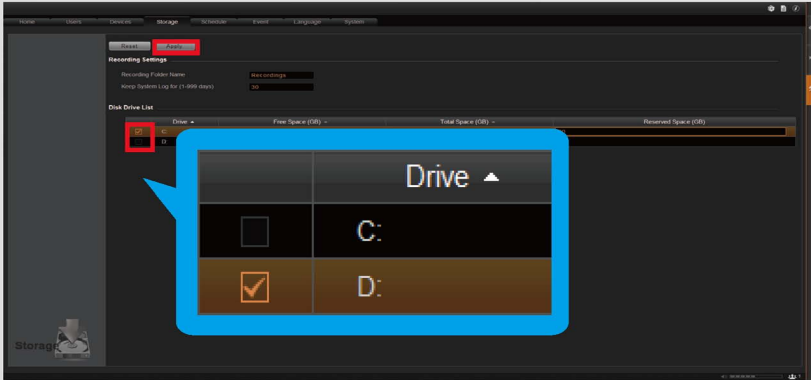 Home Users Devices Storage Schedule Event Language System
Reset Apply
Recording Settings
Recording Folder Name Recordings
Keep System Log for (1-999 days) 30
Disk Drive List
Drive Free Space (GB) Total Space (GB) Reserved Space (GB)
C:
D:
Drive
C:
D:
Storage